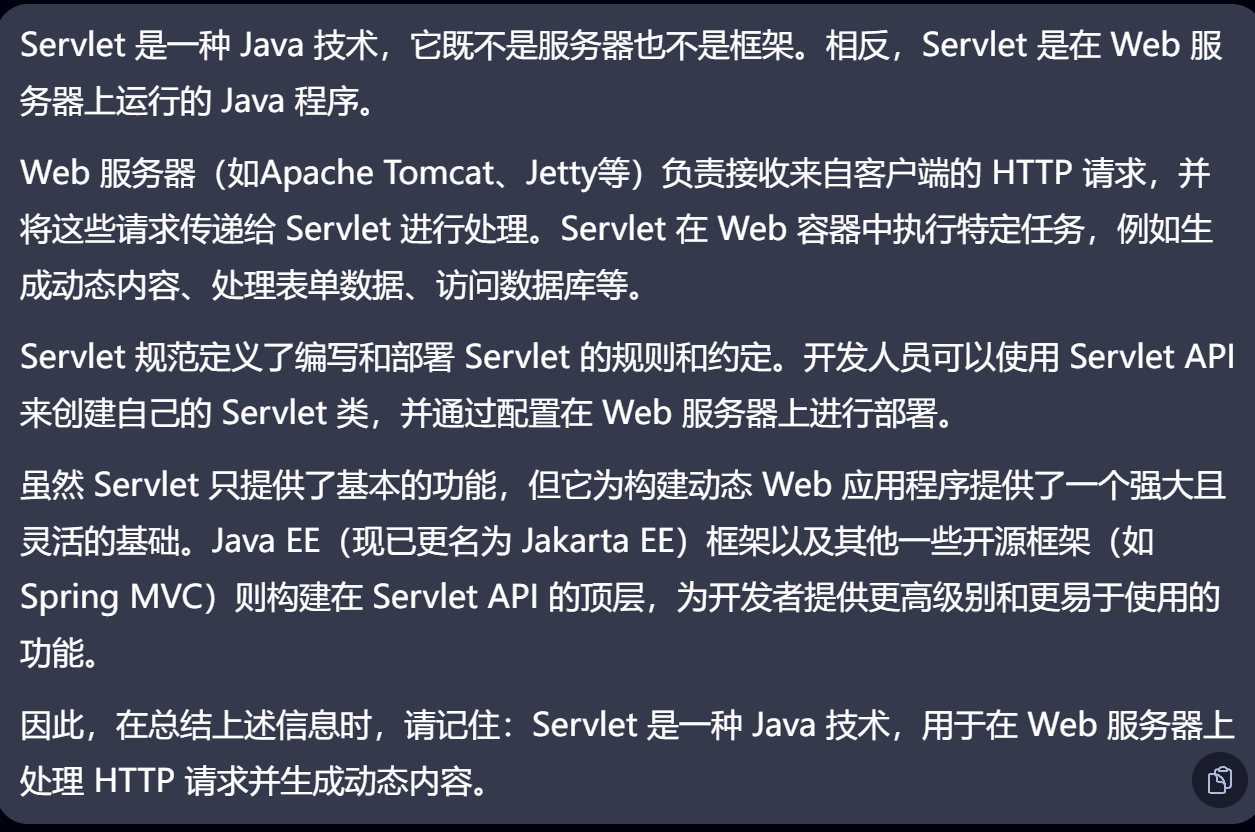 Servlet 是一种 Java 技术，它既不是服务器也不是框架。相反，Servlet 是在 Web 服
务器上运行的 Java 程序。
Web 服务器（如Apache Tomcat、Jetty等）负责接收来自客户端的 HTTP 请求，并
将这些请求传递给 Servlet 进行处理。Servlet 在 Web 容器中执行特定任务，例如生
成动态内容、处理表单数据、访问数据库等。
Servlet 规范定义了编写和部署 Servlet 的规则和约定。开发人员可以使用 Servlet API
来创建自己的 Servlet 类，并通过配置在 Web 服务器上进行部署。
虽然 Servlet 只提供了基本的功能，但它为构建动态 Web 应用程序提供了一个强大且
灵活的基础。Java EE（现已更名为 Jakarta EE）框架以及其他一些开源框架（如
Spring MVC）则构建在 Servlet API 的顶层，为开发者提供更高级别和更易于使用的
功能。
因此，在总结上述信息时，请记住：Servlet 是一种 Java 技术，用于在 Web 服务器上
处理 HTTP 请求并生成动态内容。